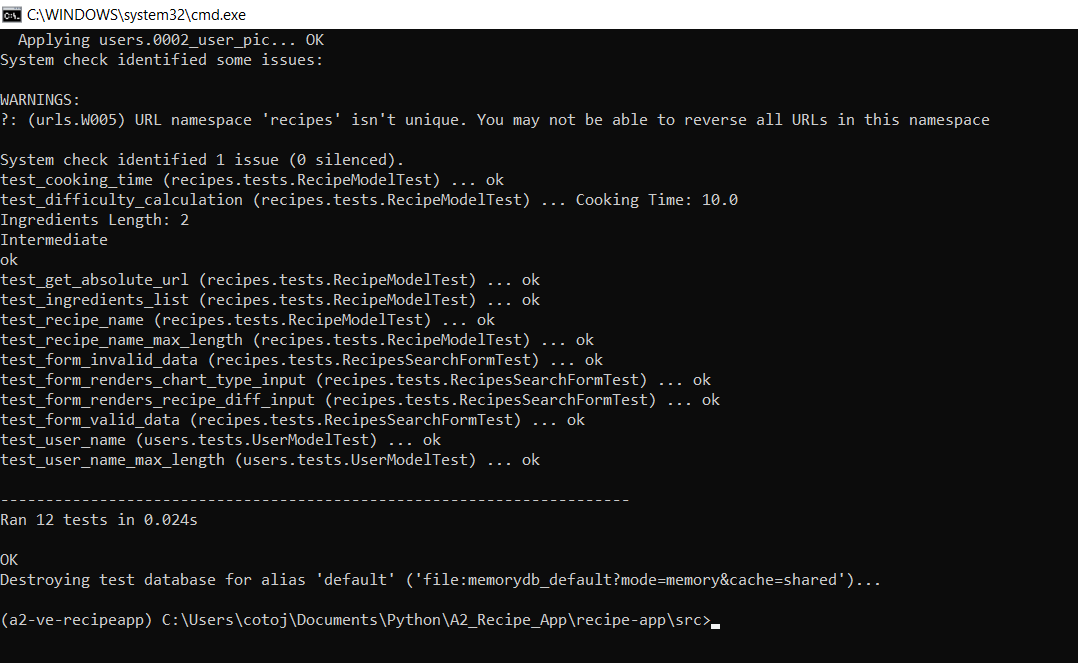 C:\WINDOWS\system32\cmd.exe
  Applying users.0002_user_pic... OK
System check identified some issues:

WARNINGS:
?: (urls.W005) URL namespace 'recipes' isn't unique. You may not be able to reverse all URLs in this namespace

System check identified 1 issue (0 silenced).
test_cooking_time (recipes.tests.RecipeModelTest) ... ok
test_difficulty_calculation (recipes.tests.RecipeModelTest) ... Cooking Time: 10.0
Ingredients Length: 2
Intermediate
ok
test_get_absolute_url (recipes.tests.RecipeModelTest) ... ok
test_ingredients_list (recipes.tests.RecipeModelTest) ... ok
test_recipe_name (recipes.tests.RecipeModelTest) ... ok
test_recipe_name_max_length (recipes.tests.RecipeModelTest) ... ok
test_form_invalid_data (recipes.tests.RecipesSearchFormTest) ... ok
test_form_renders_chart_type_input (recipes.tests.RecipesSearchFormTest) ... ok
test_form_renders_recipe_diff_input (recipes.tests.RecipesSearchFormTest) ... ok
test_form_valid_data (recipes.tests.RecipesSearchFormTest) ... ok
test_user_name (users.tests.UserModelTest) ... ok
test_user_name_max_length (users.tests.UserModelTest) ... ok

----------------------------------------------------------------------
Ran 12 tests in 0.024s

OK
Destroying test database for alias 'default' ('file:memorydb_default?mode=memory&cache=shared')...

(a2-ve-recipeapp) C:\Users\cotoj\Documents\Python\A2_Recipe_App\recipe-app\src>